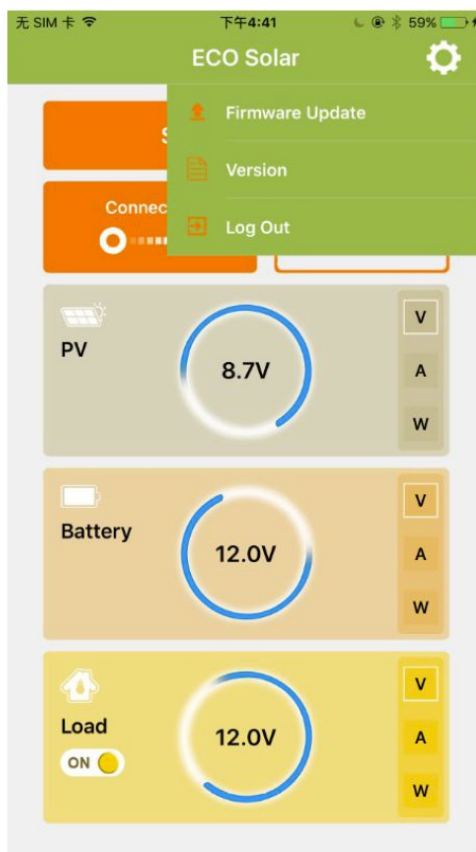 无 SIM 卡
下午4:41
59%
ECO Solar
Firmware Update
Version
Log Out
PV
8.7V
V
A
W
Battery
12.0V
V
A
W
Load
ON
12.0V
V
A
W